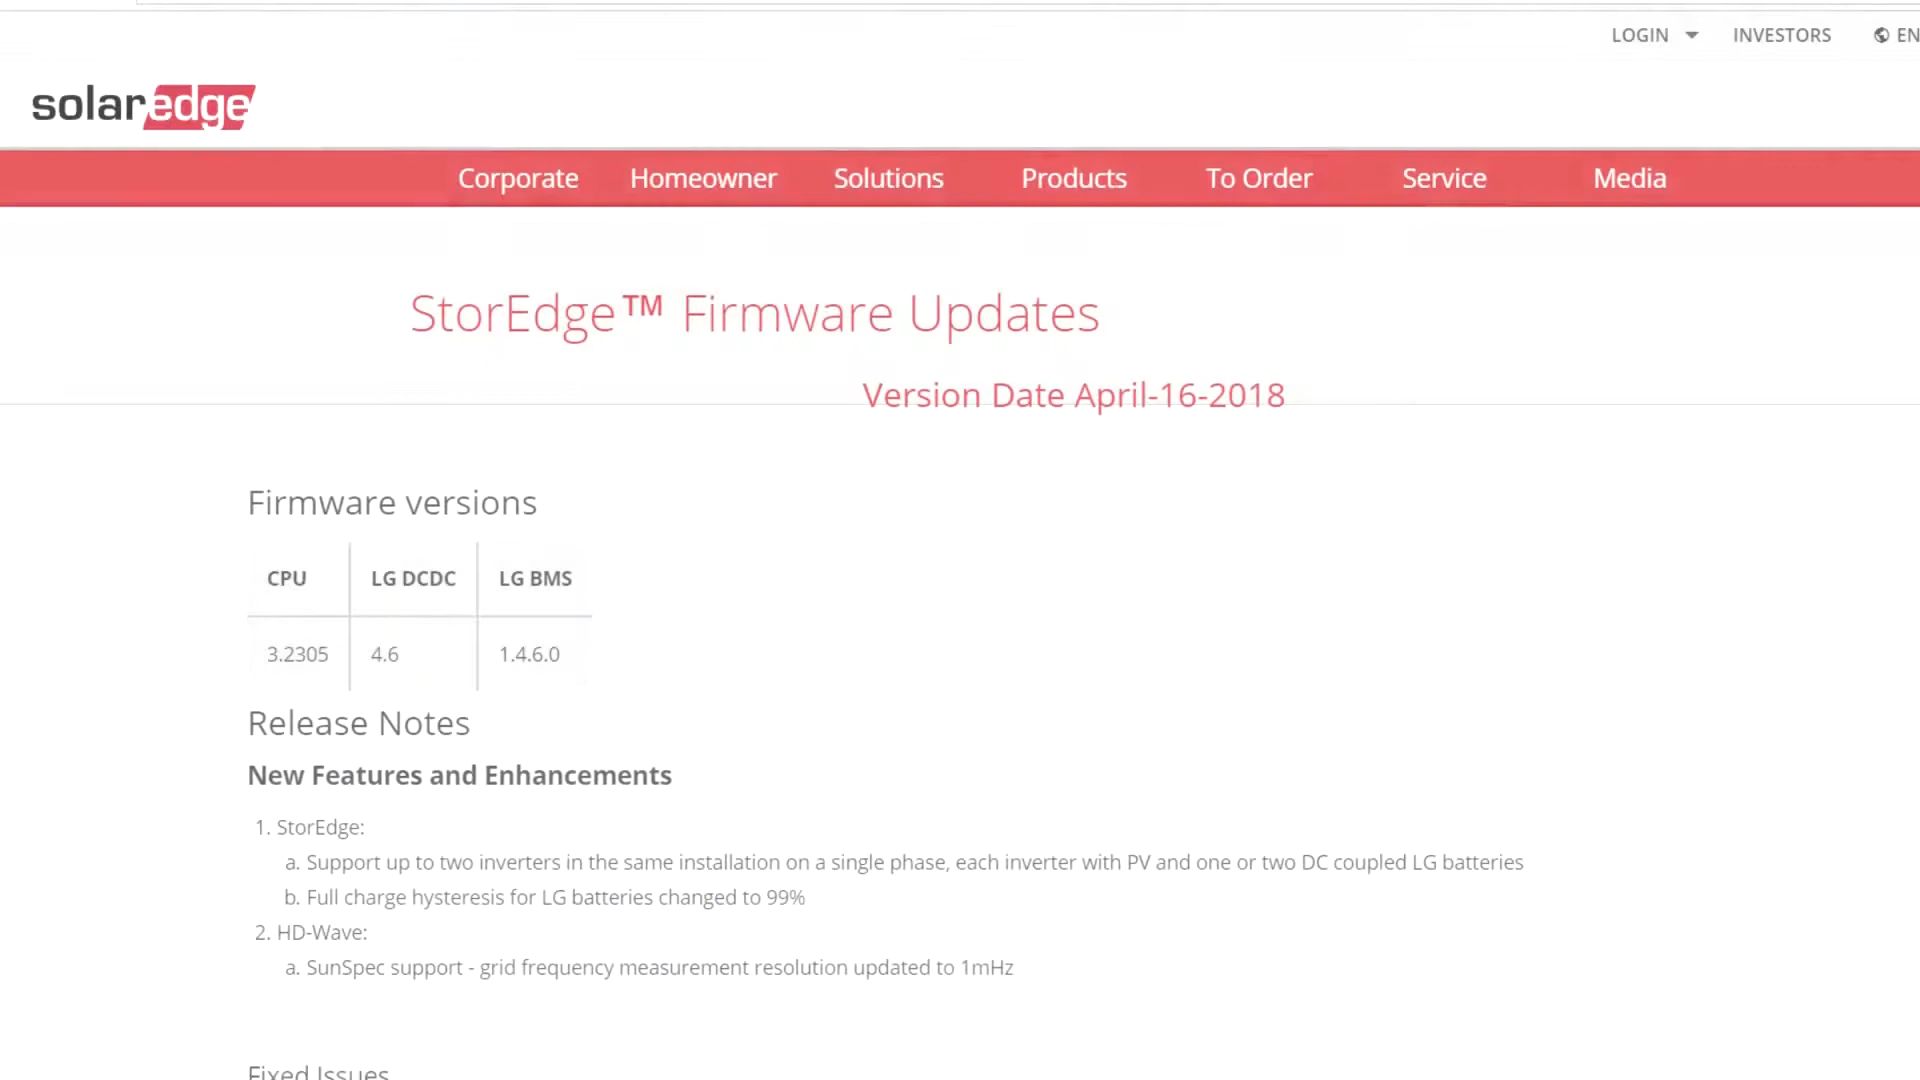 LOGIN INVESTORS EN
solaredge
Corporate Homeowner Solutions Products To Order Service Media
StorEdge™ Firmware Updates
Version Date April-16-2018
Firmware versions
CPU LG DCDC LG BMS
3.2305 4.6 1.4.6.0
Release Notes
New Features and Enhancements
1. StorEdge:
a. Support up to two inverters in the same installation on a single phase, each inverter with PV and one or two DC coupled LG batteries
b. Full charge hysteresis for LG batteries changed to 99%
2. HD-Wave:
a. SunSpec support - grid frequency measurement resolution updated to 1mHz
Fixed Issues